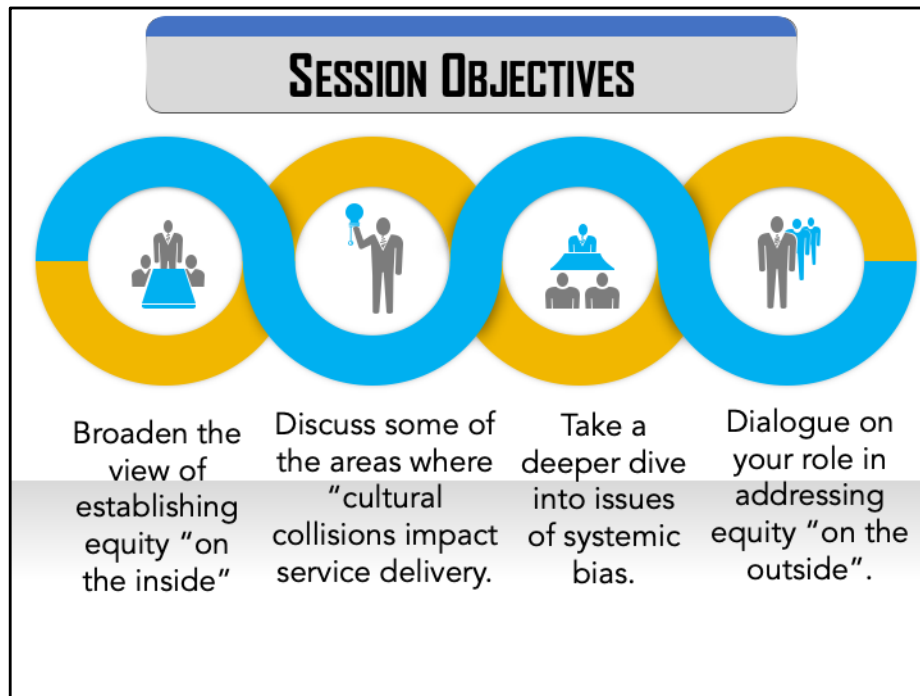 SESSION OBJECTIVES
Broaden the
view of
establishing
equity “on
the inside”
Discuss some of
the areas where
“cultural
collisions impact
service delivery.
Take a
deeper dive
into issues
of systemic
bias.
Dialogue on
your role in
addressing
equity “on the
outside”.